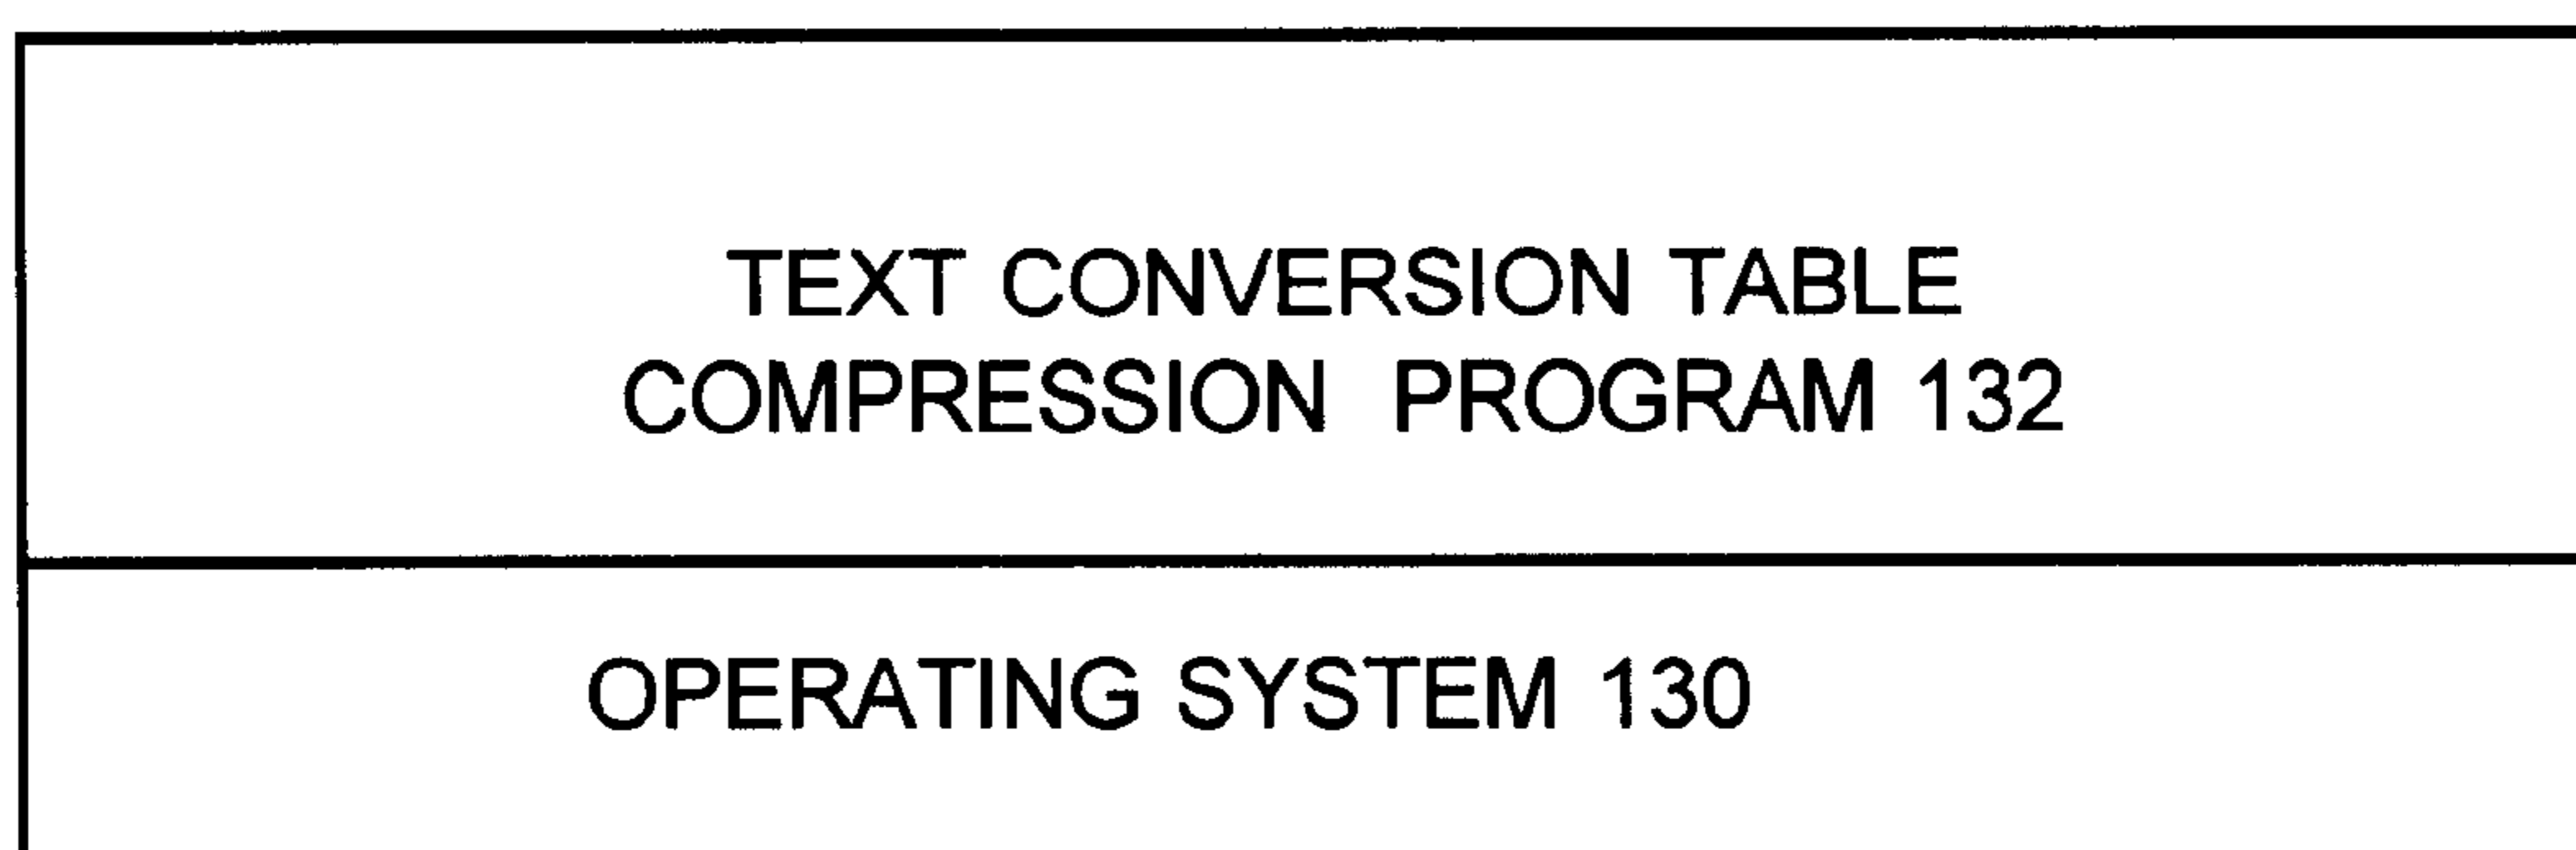 TEXT CONVERSION TABLE
COMPRESSION PROGRAM 132
OPERATING SYSTEM 130